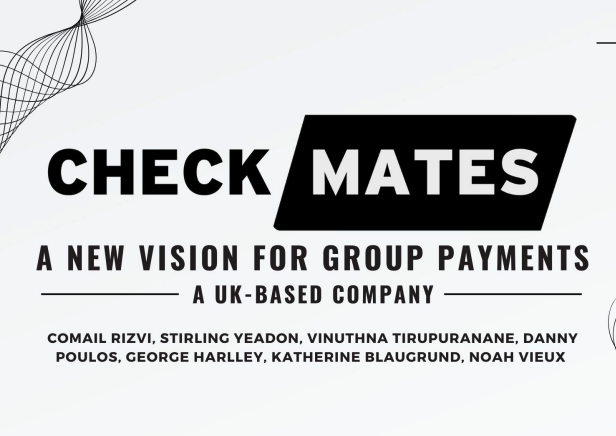 CHECK MATES
A NEW VISION FOR GROUP PAYMENTS
A UK-BASED COMPANY
COMAIL RIZVI, STIRLING YEADON, VINUTHNA TIRUPURANANE, DANNY
POULOS, GEORGE HARLLEY, KATHERINE BLAUGRUND, NOAH VIEUX